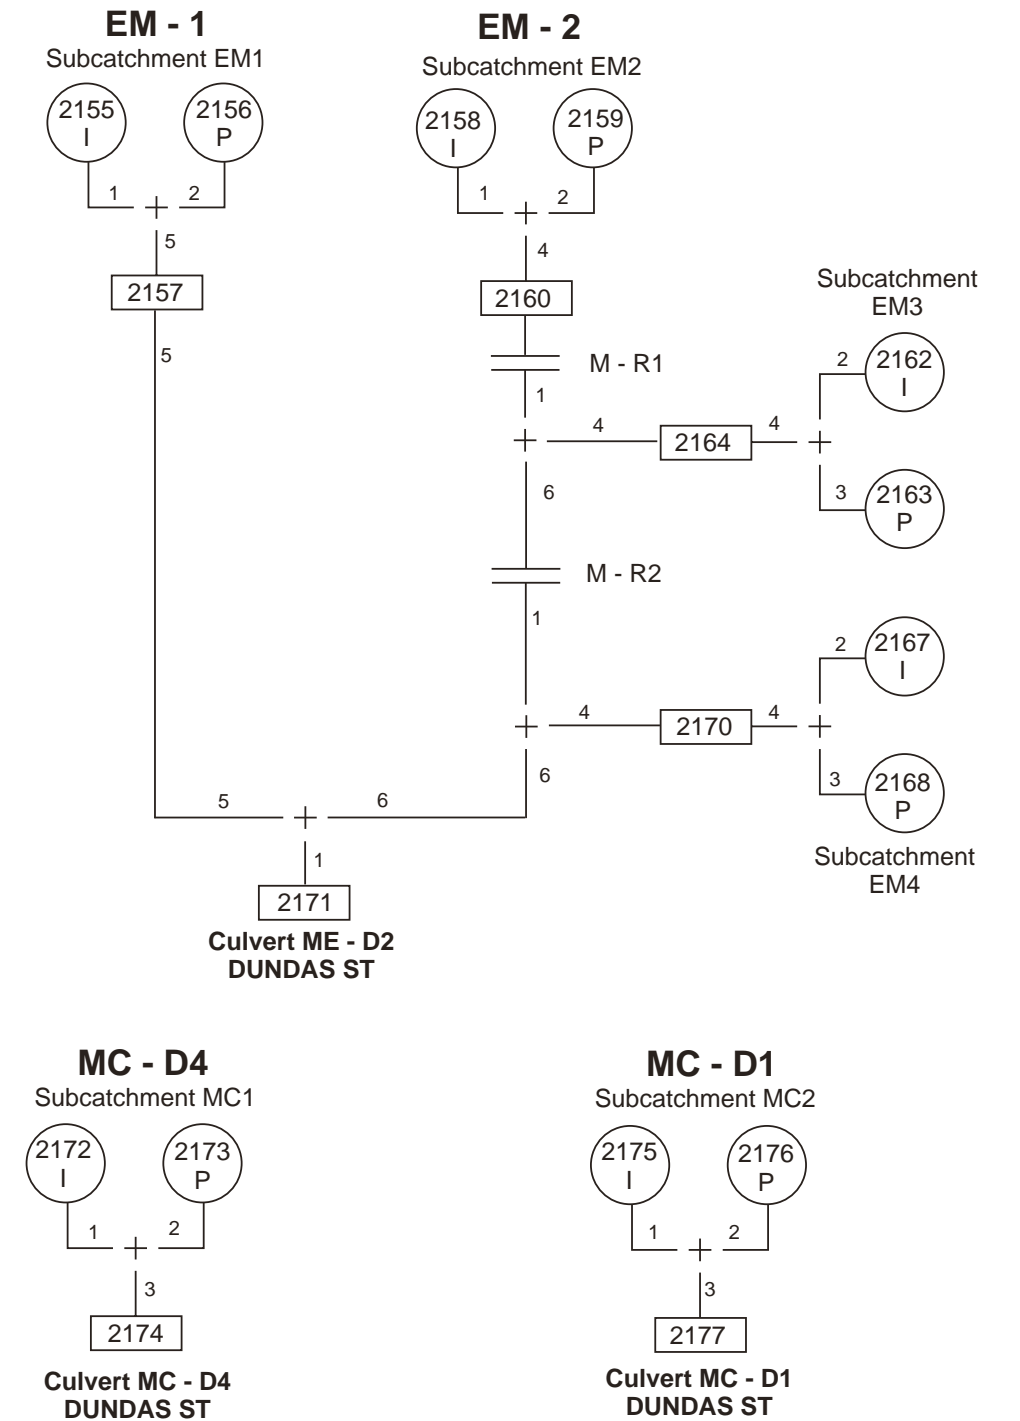 EM - 1
Subcatchment EM1
2155
I
2156
P
1
2
5
2157
5
EM - 2
Subcatchment EM2
2158
I
2159
P
1
2
4
2160
M - R1
1
Subcatchment
EM3
2162
I
2
4
2164
4
3
2163
P
6
M - R2
1
2167
I
2
4
2170
4
3
2168
P
Subcatchment
EM4
6
5
6
1
2171
Culvert ME - D2
DUNDAS ST
MC - D4
Subcatchment MC1
2172
I
2173
P
1
2
3
2174
Culvert MC - D4
DUNDAS ST
MC - D1
Subcatchment MC2
2175
I
2176
P
1
2
3
2177
Culvert MC - D1
DUNDAS ST